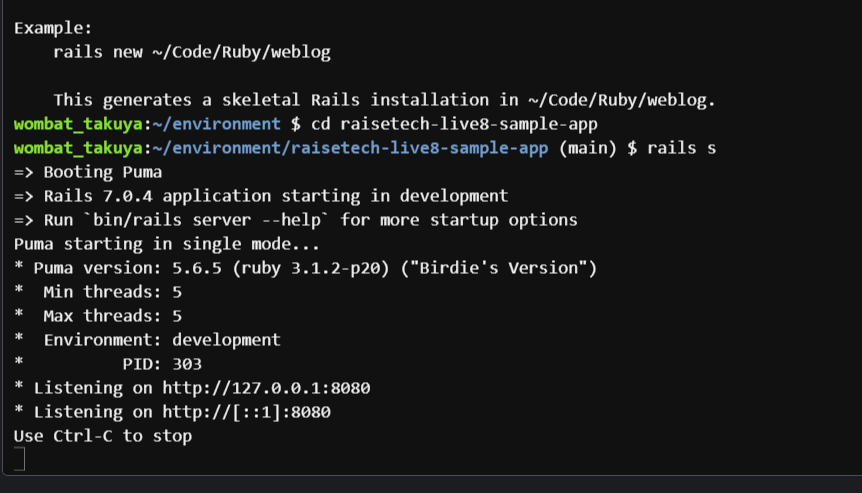 Example:
    rails new ~/Code/Ruby/weblog

    This generates a skeletal Rails installation in ~/Code/Ruby/weblog.
wombat_takuya:~/environment $ cd raisetech-live8-sample-app
wombat_takuya:~/environment/raisetech-live8-sample-app (main) $ rails s
=> Booting Puma
=> Rails 7.0.4 application starting in development
=> Run `bin/rails server --help` for more startup options
Puma starting in single mode...
* Puma version: 5.6.5 (ruby 3.1.2-p20) ("Birdie's Version")
*  Min threads: 5
*  Max threads: 5
*  Environment: development
*          PID: 303
* Listening on http://127.0.0.1:8080
* Listening on http://[::1]:8080
Use Ctrl-C to stop